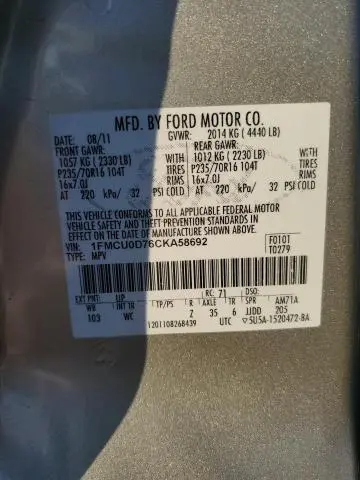 MFD. BY FORD MOTOR CO.
DATE: 08/11 GVWR: 2014 KG ( 4440 LB)
FRONT GAWR: REAR GAWR:
1057 KG ( 2330 LB) 1012 KG ( 2230 LB)
P235/70R16 104T TIRES P235/70R16 104T TIRES
16x7.0J RIMS 16x7.0J RIMS
AT 220 kPa/ 32 PSI COLD AT 220 kPa/ 32 PSI COLD
THIS VEHICLE CONFORMS TO ALL APPLICABLE FEDERAL MOTOR
VEHICLE SAFETY AND THEFT PREVENTION STANDARDS IN EFFECT ON THE DATE OF MANUFACTURE SHOWN ABOVE.
VIN: 1FMCU0D76CKA58692 F0101
TYPE: MPV T0279
EXT PNT: UP RC: 71 DSO:
WB INT TR TP/PS R AXLE TR SPR AM71A
103 WC Z 35 6 JJDD 205
1201108268439 UTC ▽5U5A-1520472-BA